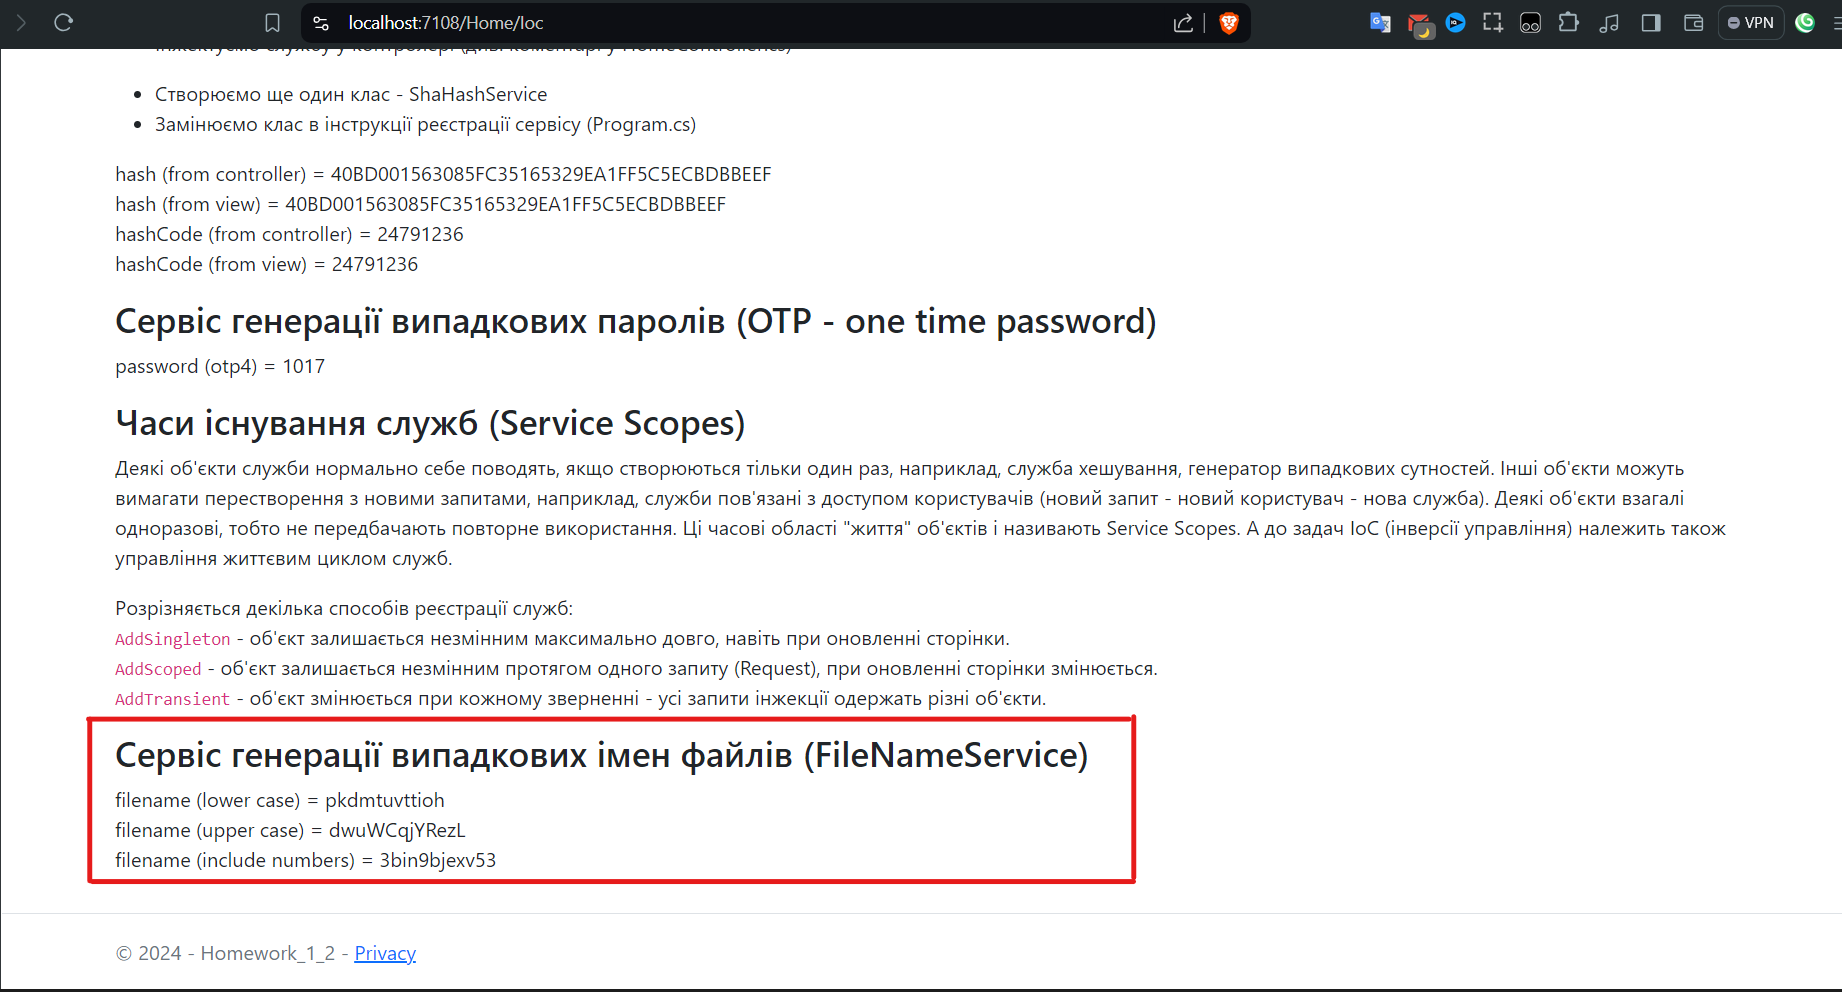 localhost:7108/Home/Ioc
VPN
Інжектуємо службу у контролері (див. коментарі у HomeController.cs)
Створюємо ще один клас - ShaHashService
Замінюємо клас в інструкції реєстрації сервісу (Program.cs)
hash (from controller) = 40BD001563085FC35165329EA1FF5C5ECBDBBEEF
hash (from view) = 40BD001563085FC35165329EA1FF5C5ECBDBBEEF
hashCode (from controller) = 24791236
hashCode (from view) = 24791236
Сервіс генерації випадкових паролів (OTP - one time password)
password (otp4) = 1017
Часи існування служб (Service Scopes)
Деякі об'єкти служби нормально себе поводять, якщо створюються тільки один раз, наприклад, служба хешування, генератор випадкових сутностей. Інші об'єкти можуть
вимагати перестворення з новими запитами, наприклад, служби пов'язані з доступом користувачів (новий запит - новий користувач - нова служба). Деякі об'єкти взагалі
одноразові, тобто не передбачають повторне використання. Ці часові області "життя" об'єктів і називають Service Scopes. А до задач IoC (інверсії управління) належить також
управління життєвим циклом служб.
Розрізняється декілька способів реєстрації служб:
AddSingleton - об'єкт залишається незмінним максимально довго, навіть при оновленні сторінки.
AddScoped - об'єкт залишається незмінним протягом одного запиту (Request), при оновленні сторінки змінюється.
AddTransient - об'єкт змінюється при кожному зверненні - усі запити інжекції одержать різні об'єкти.
Сервіс генерації випадкових імен файлів (FileNameService)
filename (lower case) = pkdmtuvttioh
filename (upper case) = dwuWCqjYRezL
filename (include numbers) = 3bin9bjexv53
© 2024 - Homework_1_2 - Privacy